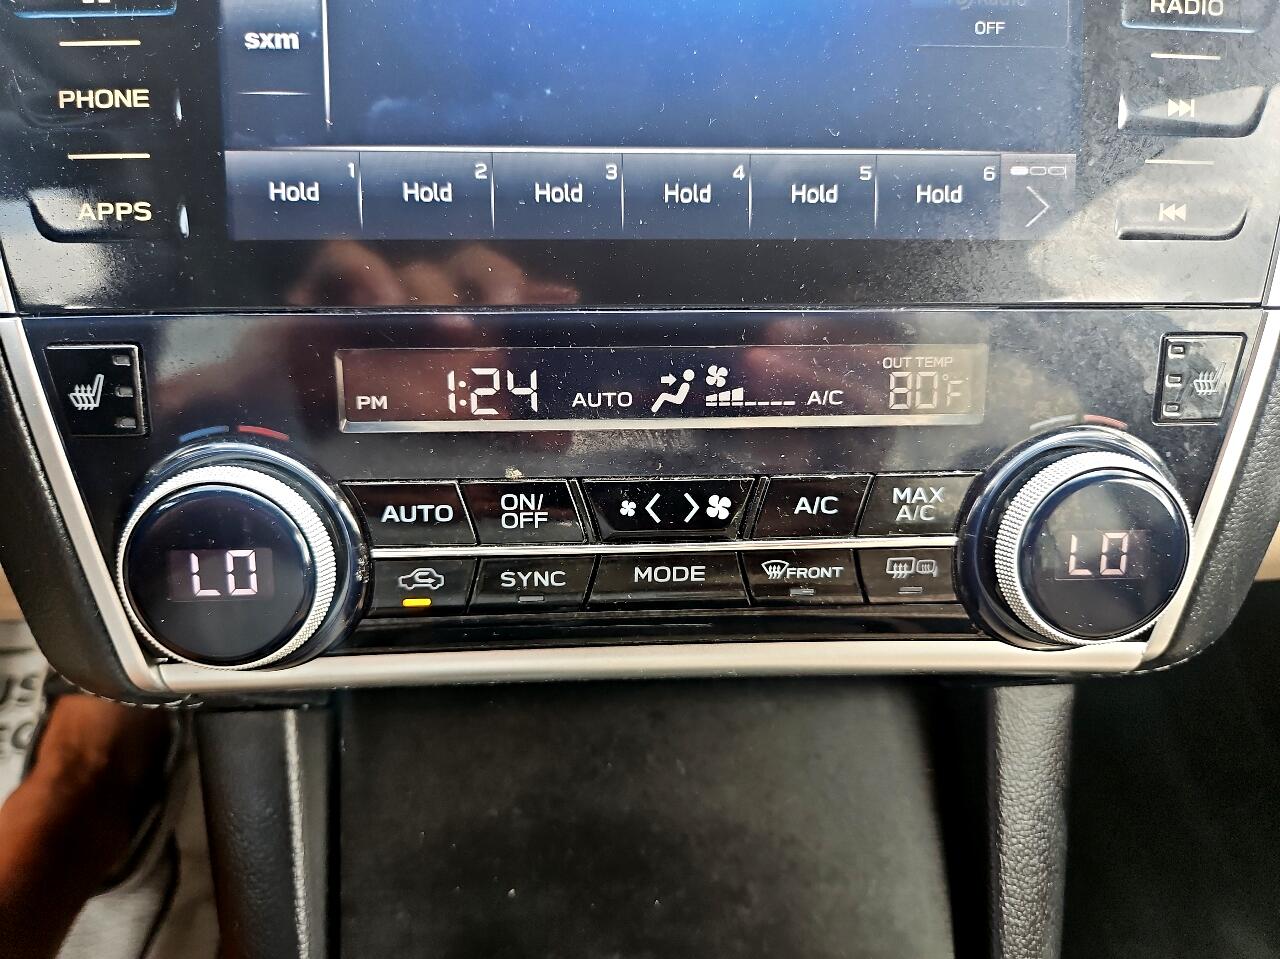 sxm
OFF
RADIO
PHONE
APPS
Hold 1
Hold 2
Hold 3
Hold 4
Hold 5
Hold 6
PM 1:24 AUTO A/C OUT TEMP 80°F
AUTO
ON/
OFF
A/C
MAX
A/C
LO
SYNC
MODE
FRONT
LO